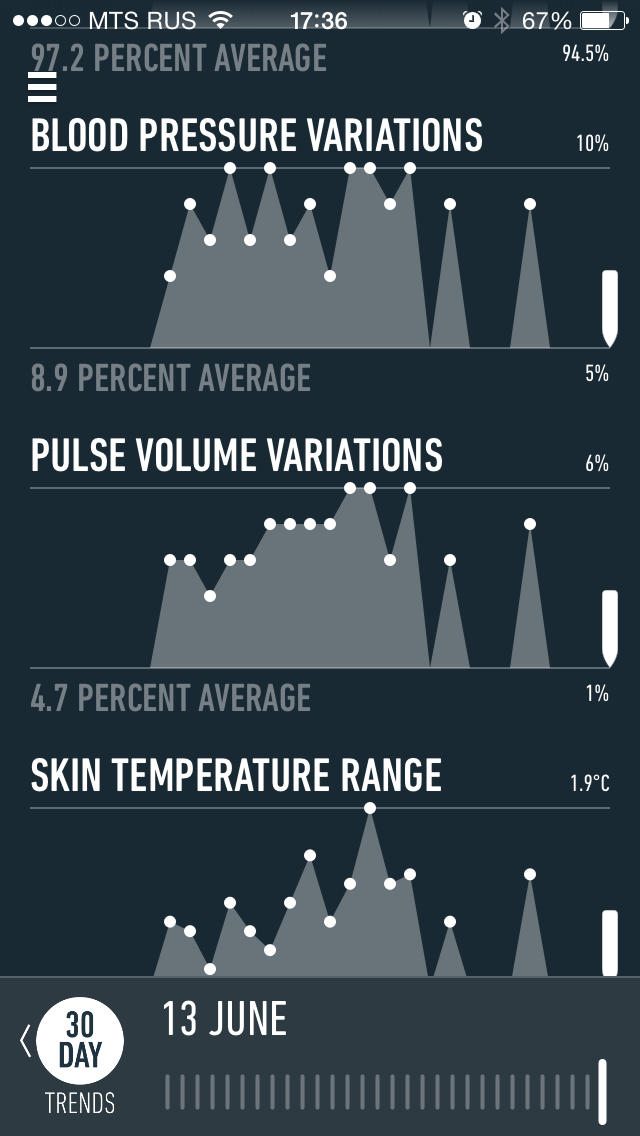 MTS RUS 17:36 67%
97.2 PERCENT AVERAGE 94.5%
BLOOD PRESSURE VARIATIONS 10%
8.9 PERCENT AVERAGE 5%
PULSE VOLUME VARIATIONS 6%
4.7 PERCENT AVERAGE 1%
SKIN TEMPERATURE RANGE 1.9°C
30
DAY
TRENDS
13 JUNE